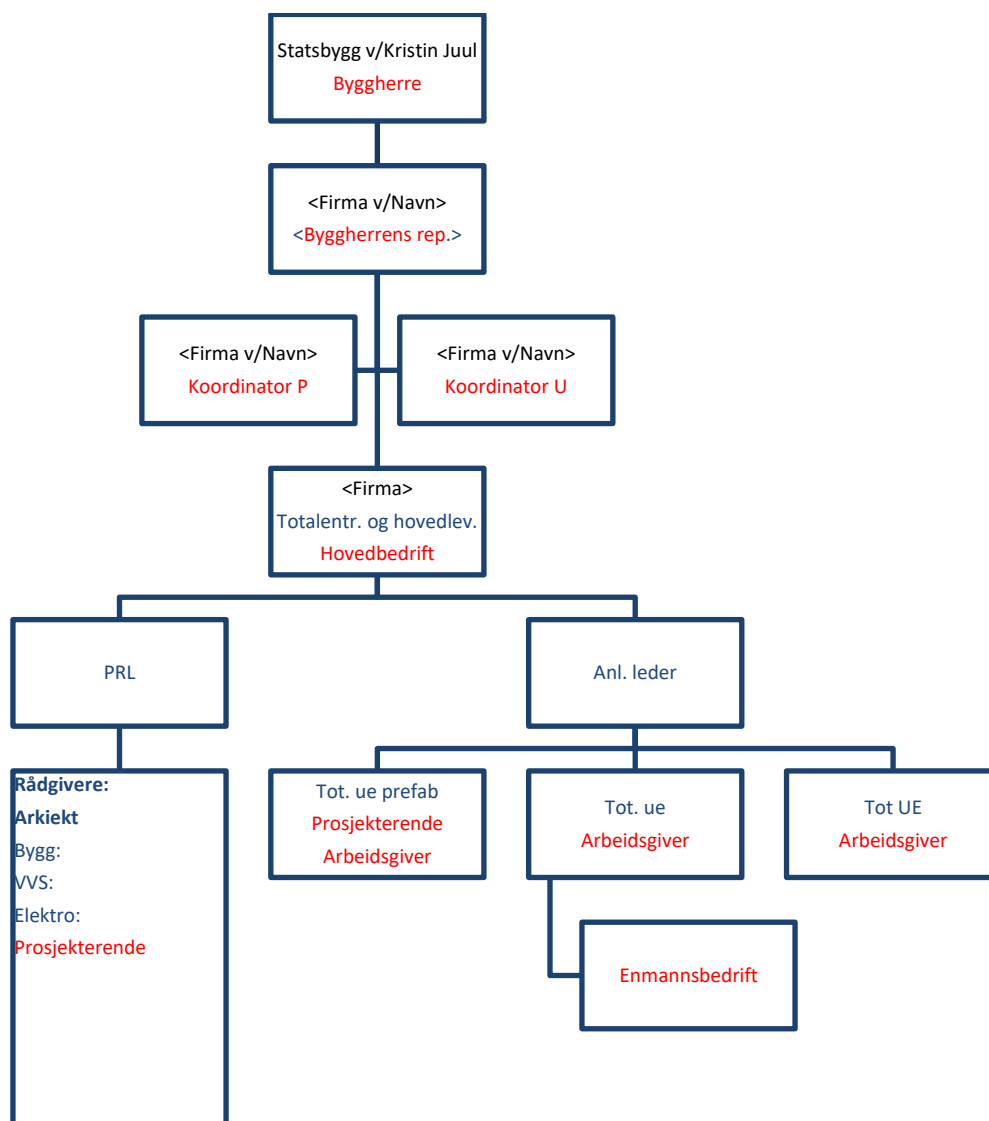 Statsbygg v/Kristin Juul
Byggherre
<Firma v/Navn>
<Byggherrens rep.>
<Firma v/Navn>
Koordinator P
<Firma v/Navn>
Koordinator U
<Firma>
Totalentr. og hovedlev.
Hovedbedrift
PRL
Anl. leder
Rådgivere:
Arkiekt
Bygg:
VVS:
Elektro:
Prosjekterende
Tot. ue prefab
Prosjekterende
Arbeidsgiver
Tot. ue
Arbeidsgiver
Tot UE
Arbeidsgiver
Enmannsbedrift